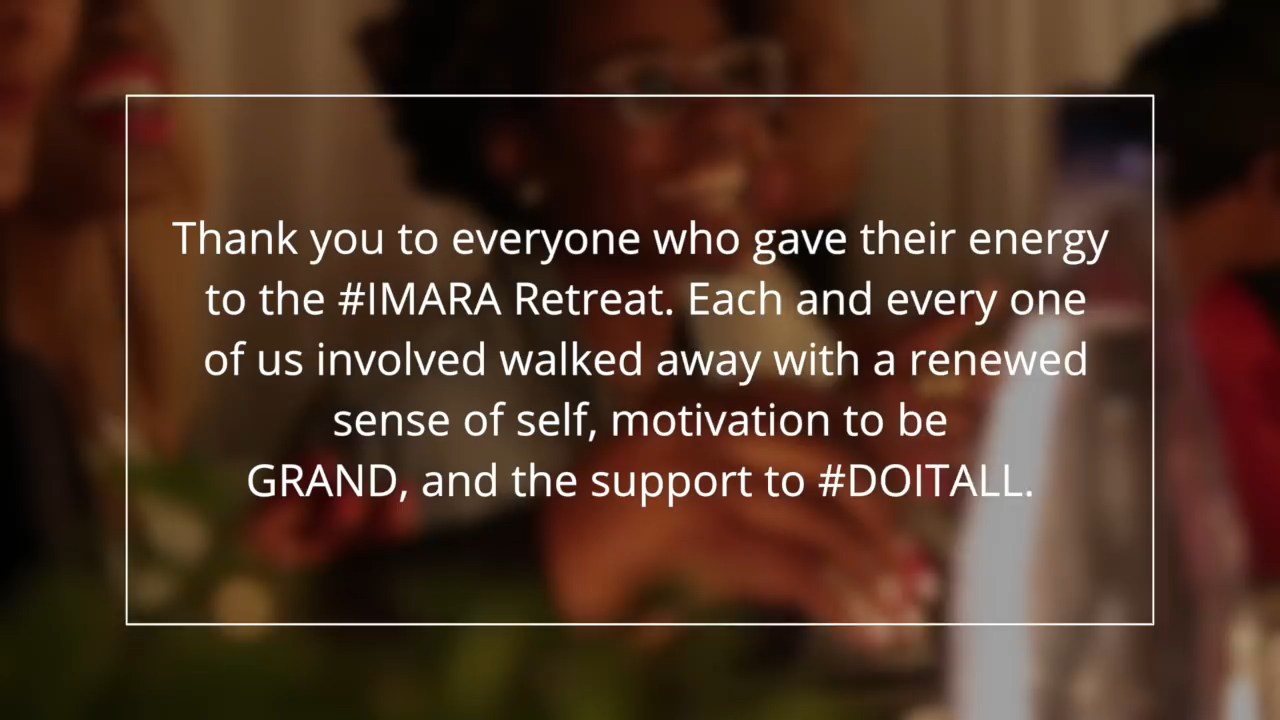 Thank you to everyone who gave their energy
to the #IMARA Retreat. Each and every one
of us involved walked away with a renewed
sense of self, motivation to be
GRAND, and the support to #DOITALL.